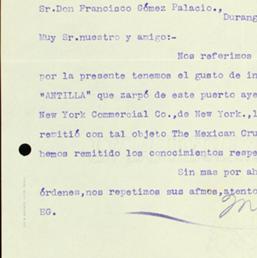 Sr.Don Francisco Gómez Palacio.,
Durang
Muy Sr.nuestro y amigo:-
Nos referimos
por la presente tenemos el gusto de in
"ANTILLA" que zarpó de este puerto aye
New York Commercial Co.,de New York.,l
remitió con tal objeto The Mexican Cru
hemos remitido los conocimientos respe
Sin mas por ah
órdenes,nos repetimos sus afmos,atento
EG.